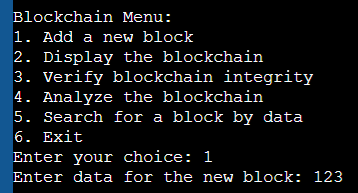 Blockchain Menu:
1. Add a new block
2. Display the blockchain
3. Verify blockchain integrity
4. Analyze the blockchain
5. Search for a block by data
6. Exit
Enter your choice: 1
Enter data for the new block: 123